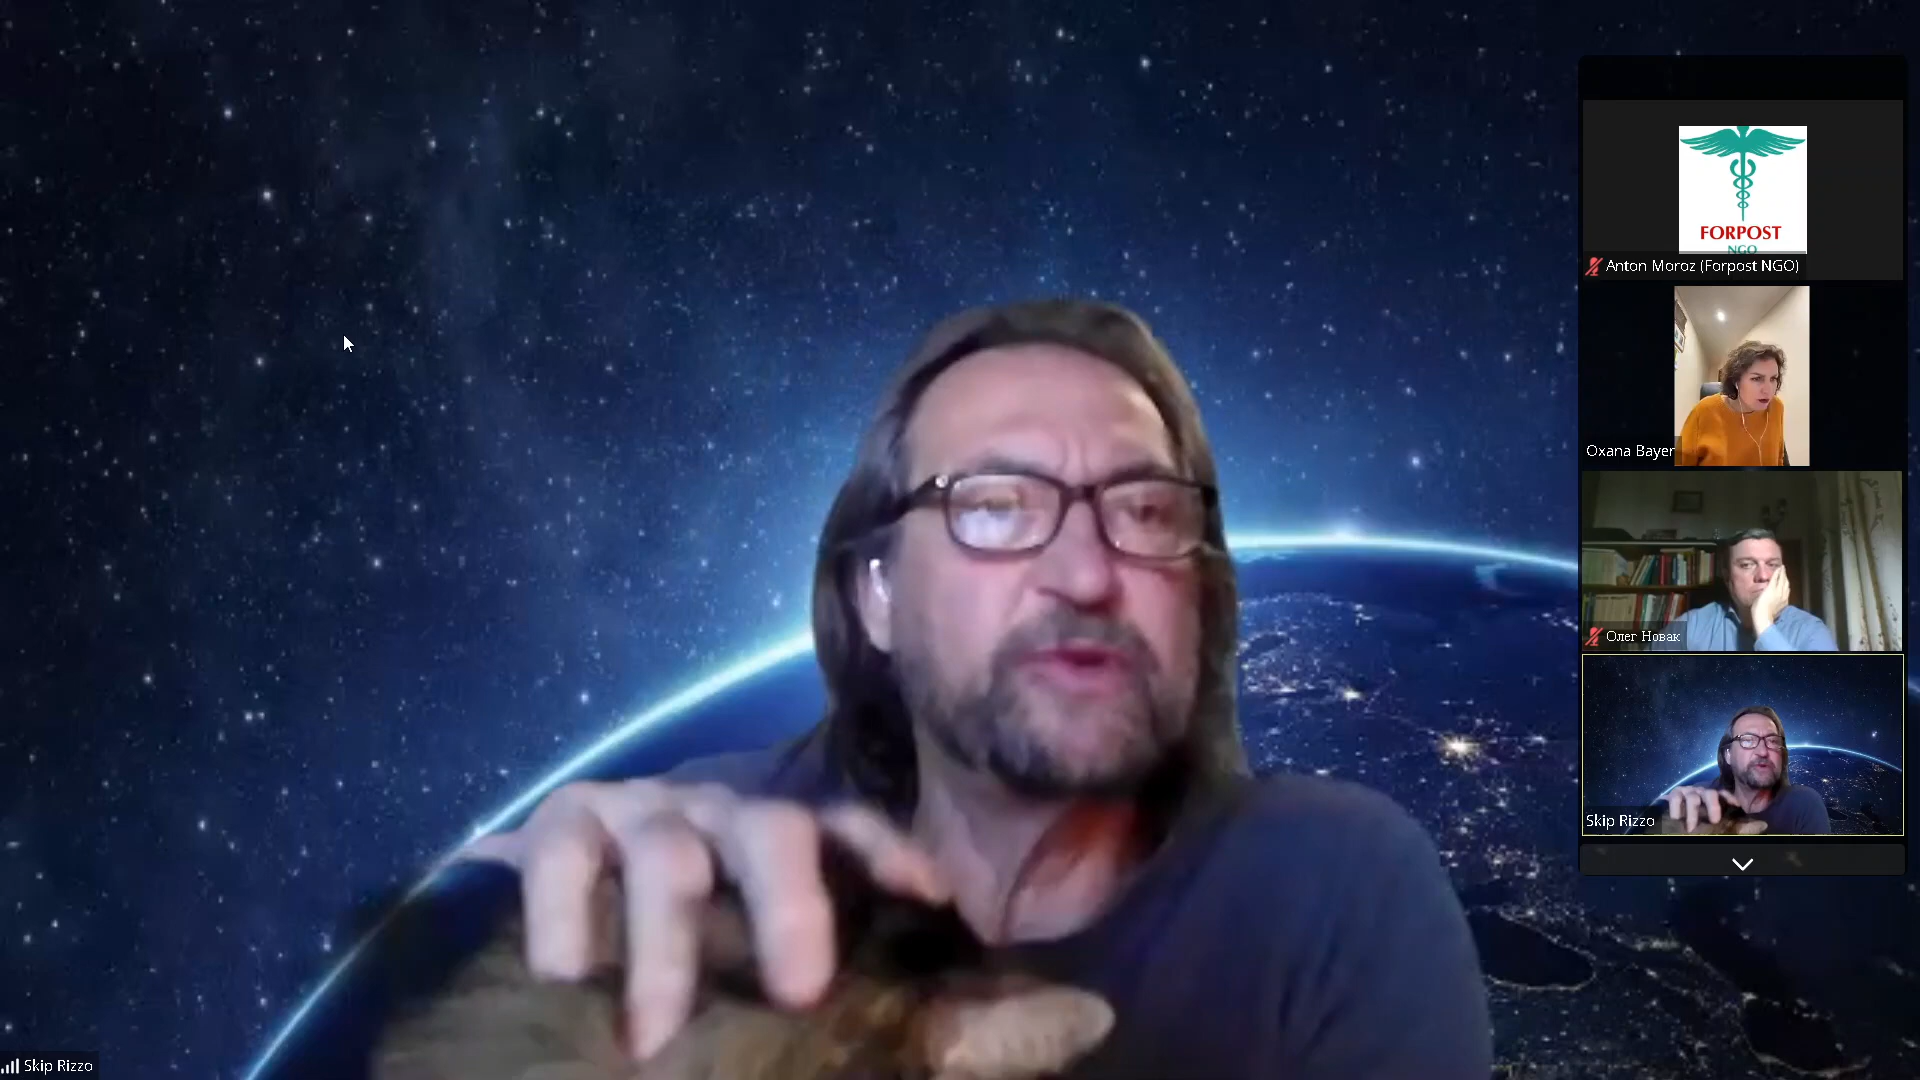 FORPOST
NGO
Anton Moroz (Forpost NGO)
Oxana Bayer
Олег Новак
Skip Rizzo
Skip Rizzo